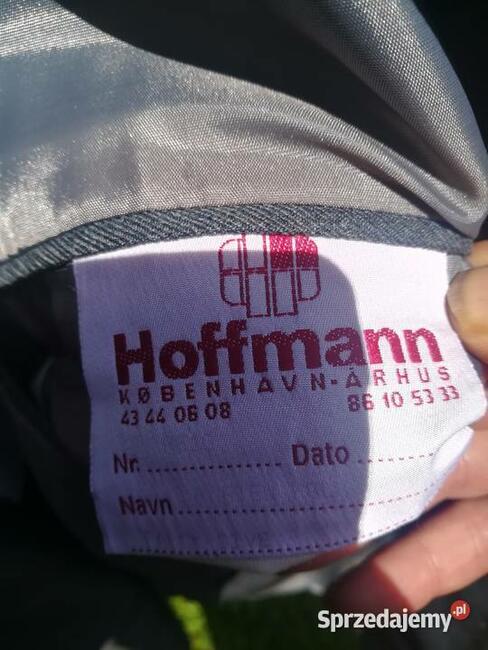 Hoffmann
KØBENHAVN-ÅRHUS
43 44 06 08 86 10 53 33
Nr. ............... Dato ............
Navn ..............................
Sprzedajemy.pl